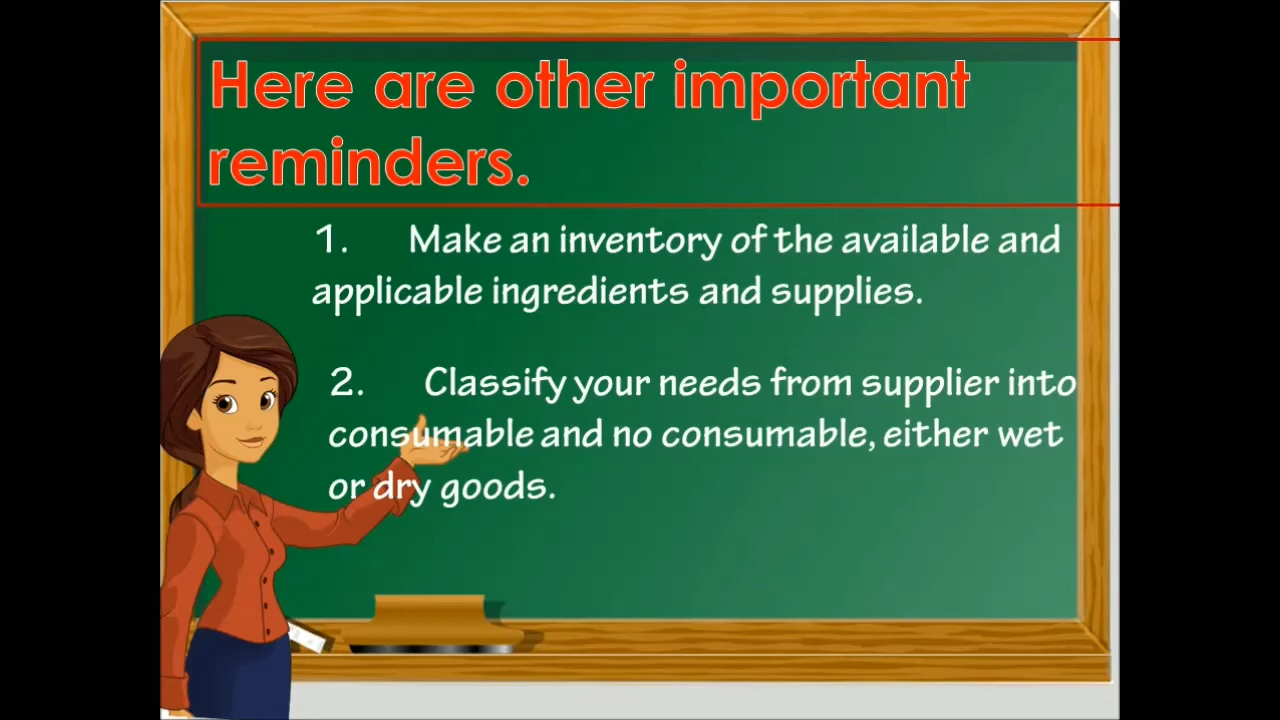 Here are other important
reminders.
1. Make an inventory of the available and
applicable ingredients and supplies.
2. Classify your needs from supplier into
consumable and no consumable, either wet
or dry goods.